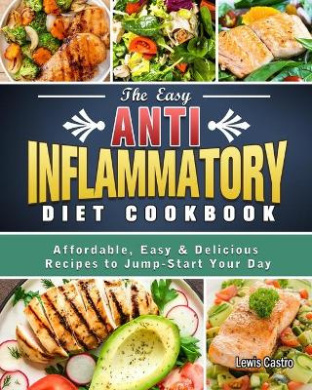 The Easy
ANTI
INFLAMMATORY
DIET COOKBOOK
Affordable, Easy & Delicious
Recipes to Jump-Start Your Day
Lewis Castro